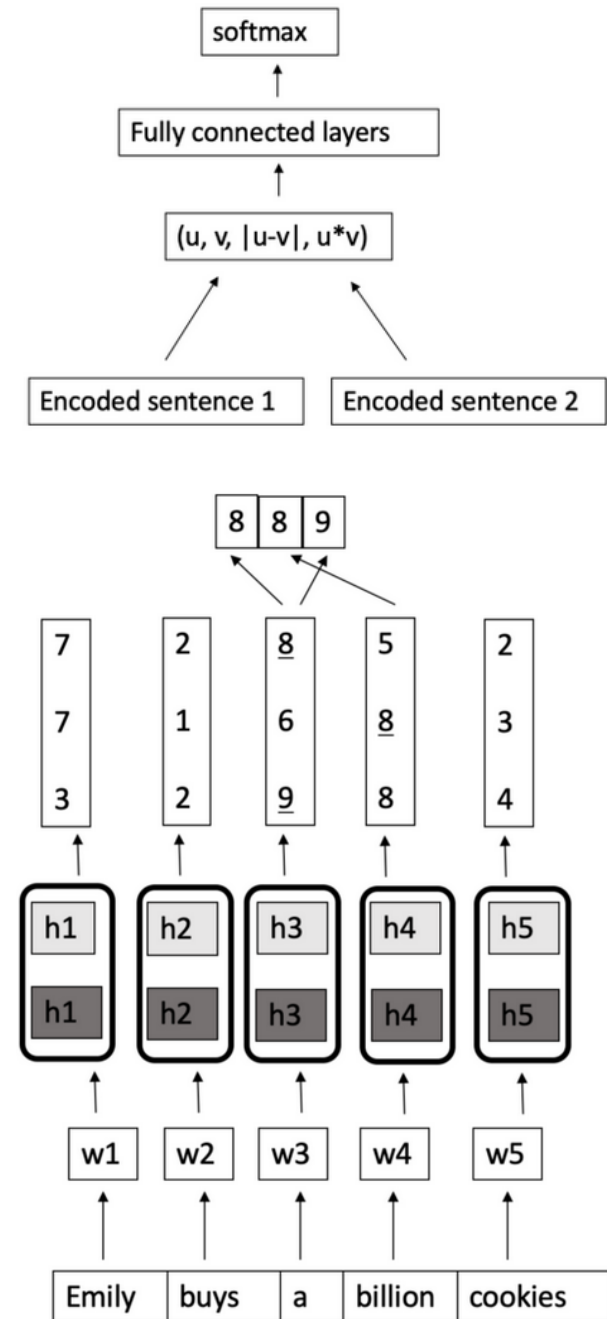 softmax
Fully connected layers
(u, v, |u-v|, u*v)
Encoded sentence 1 Encoded sentence 2
8 8 9
7 2 8 5 2
7 1 6 8 3
3 2 9 8 4
h1 h2 h3 h4 h5
h1 h2 h3 h4 h5
w1 w2 w3 w4 w5
Emily buys a billion cookies